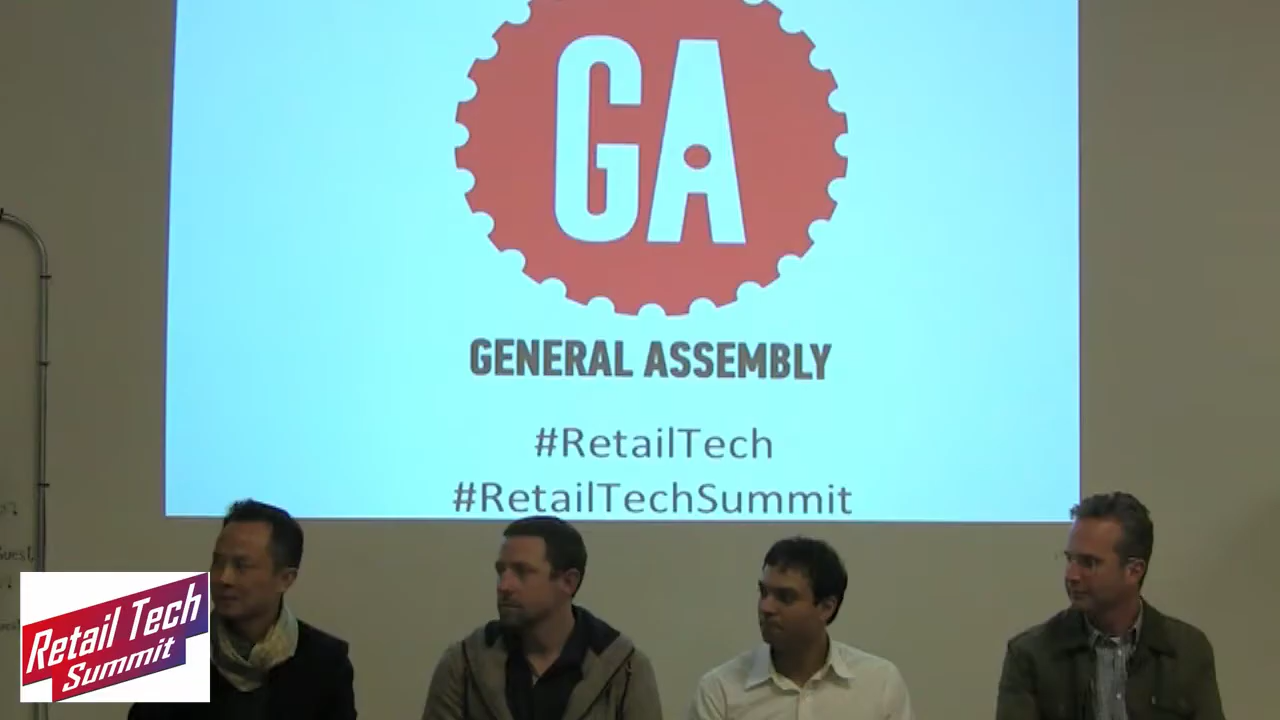 GA
GENERAL ASSEMBLY
#RetailTech
#RetailTechSummit
Retail Tech
Summit